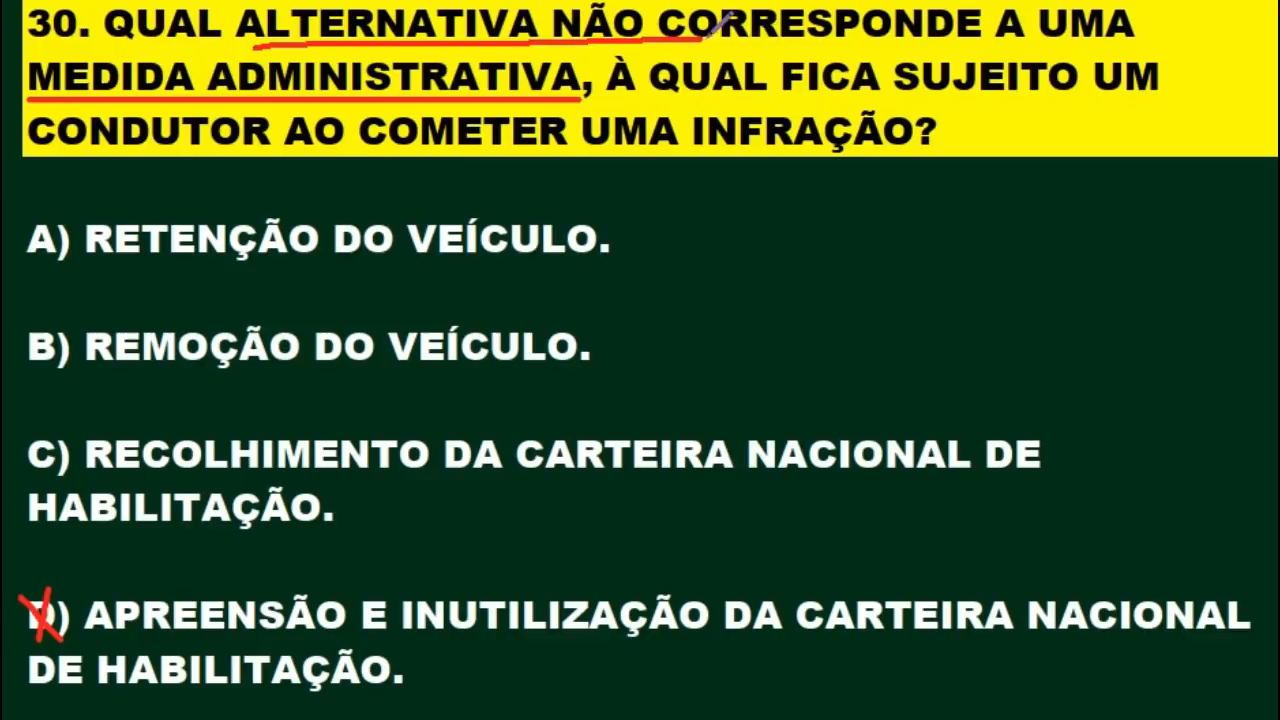 30. QUAL ALTERNATIVA NÃO CORRESPONDE A UMA
MEDIDA ADMINISTRATIVA, À QUAL FICA SUJEITO UM
CONDUTOR AO COMETER UMA INFRAÇÃO?
A) RETENÇÃO DO VEÍCULO.
B) REMOÇÃO DO VEÍCULO.
C) RECOLHIMENTO DA CARTEIRA NACIONAL DE
HABILITAÇÃO.
D) APREENSÃO E INUTILIZAÇÃO DA CARTEIRA NACIONAL
DE HABILITAÇÃO.